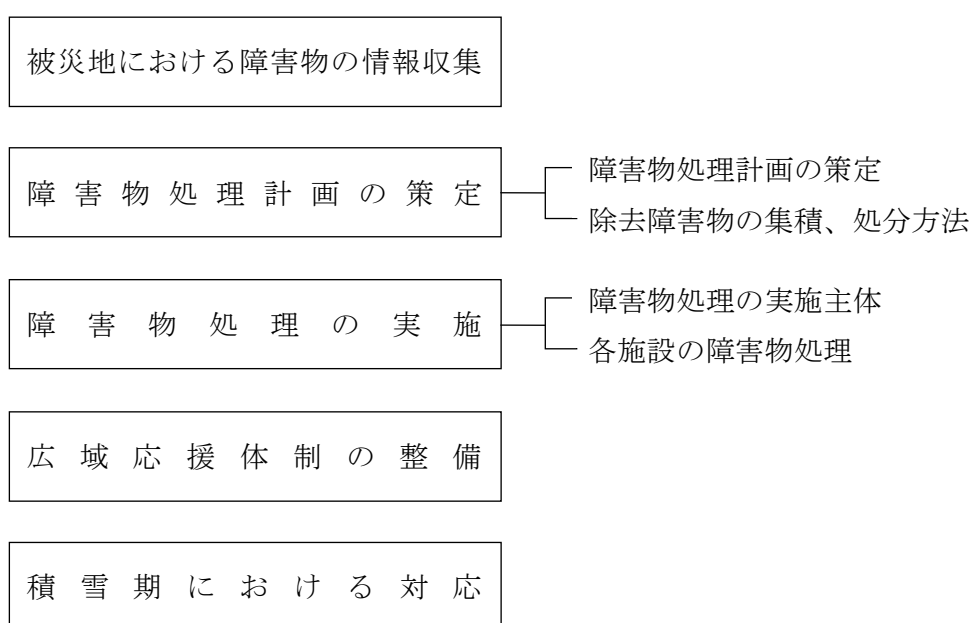 被災地における障害物の情報収集
障害物処理計画の策定
障害物処理計画の策定
除去障害物の集積、処分方法
障害物処理の実施
障害物処理の実施主体
各施設の障害物処理
広域応援体制の整備
積雪期における対応